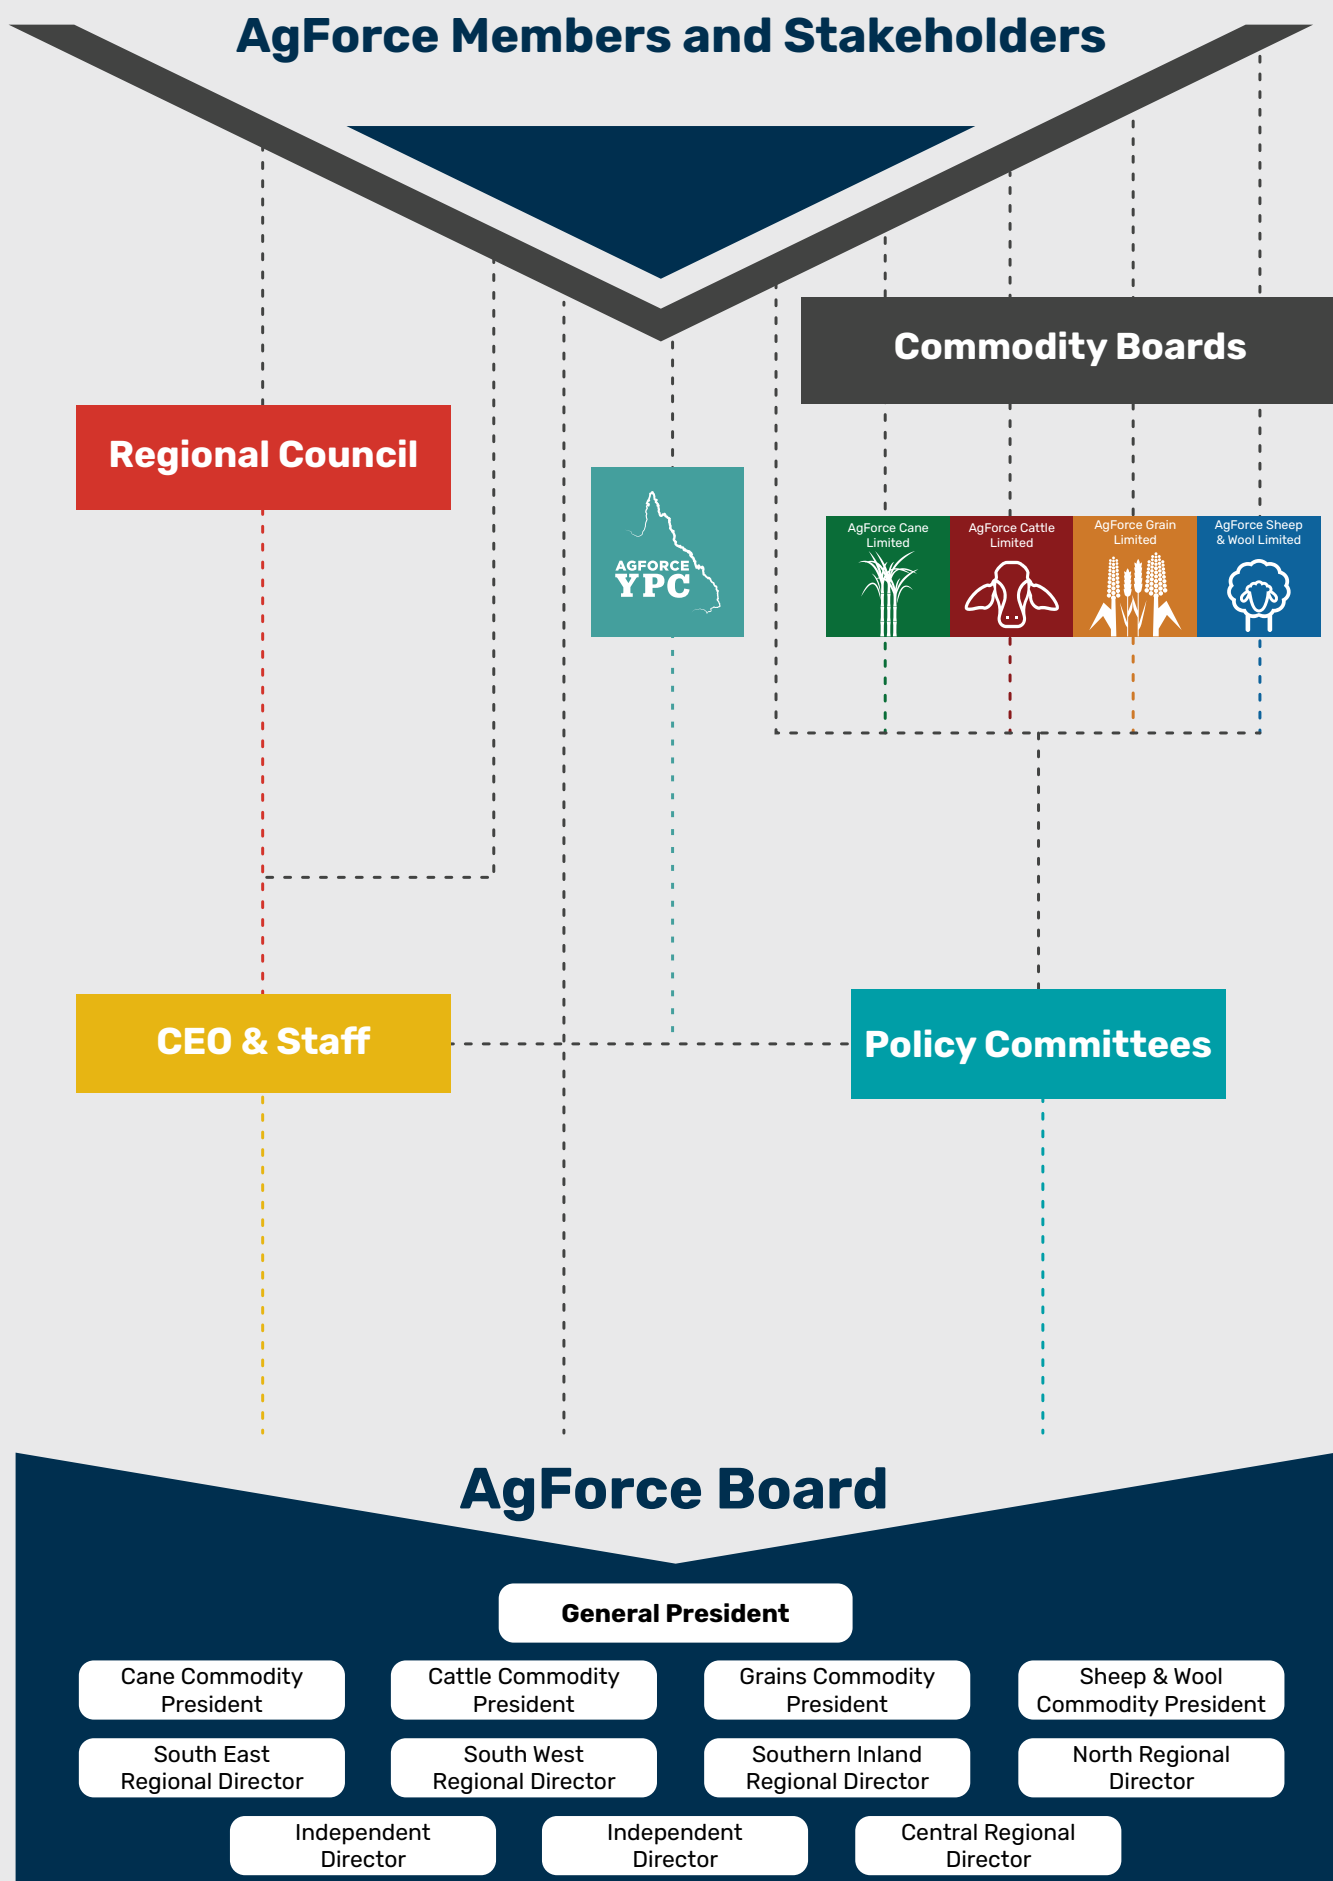 AgForce Members and Stakeholders
Commodity Boards
Regional Council
AGFORCE
YPC
AgForce Cane
Limited
AgForce Cattle
Limited
AgForce Grain
Limited
AgForce Sheep
& Wool Limited
CEO & Staff
Policy Committees
AgForce Board
General President
Cane Commodity
President
Cattle Commodity
President
Grains Commodity
President
Sheep & Wool
Commodity President
South East
Regional Director
South West
Regional Director
Southern Inland
Regional Director
North Regional
Director
Independent
Director
Independent
Director
Central Regional
Director